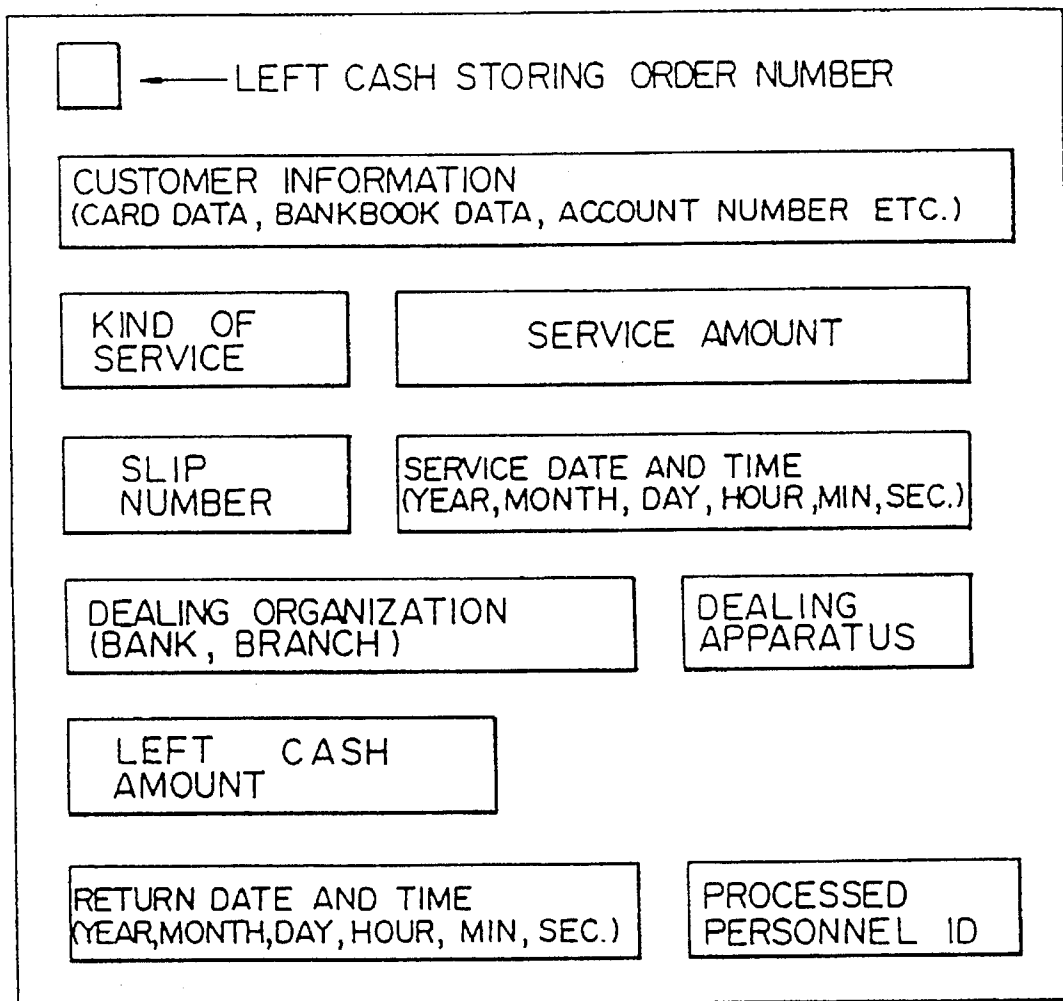 LEFT CASH STORING ORDER NUMBER
CUSTOMER INFORMATION
(CARD DATA, BANKBOOK DATA, ACCOUNT NUMBER ETC.)
KIND OF
SERVICE
SERVICE AMOUNT
SLIP
NUMBER
SERVICE DATE AND TIME
(YEAR,MONTH, DAY,HOUR,MIN,SEC.)
DEALING ORGANIZATION
(BANK, BRANCH)
DEALING
APPARATUS
LEFT CASH
AMOUNT
RETURN DATE AND TIME
(YEAR,MONTH,DAY,HOUR, MIN,SEC.)
PROCESSED
PERSONNEL ID